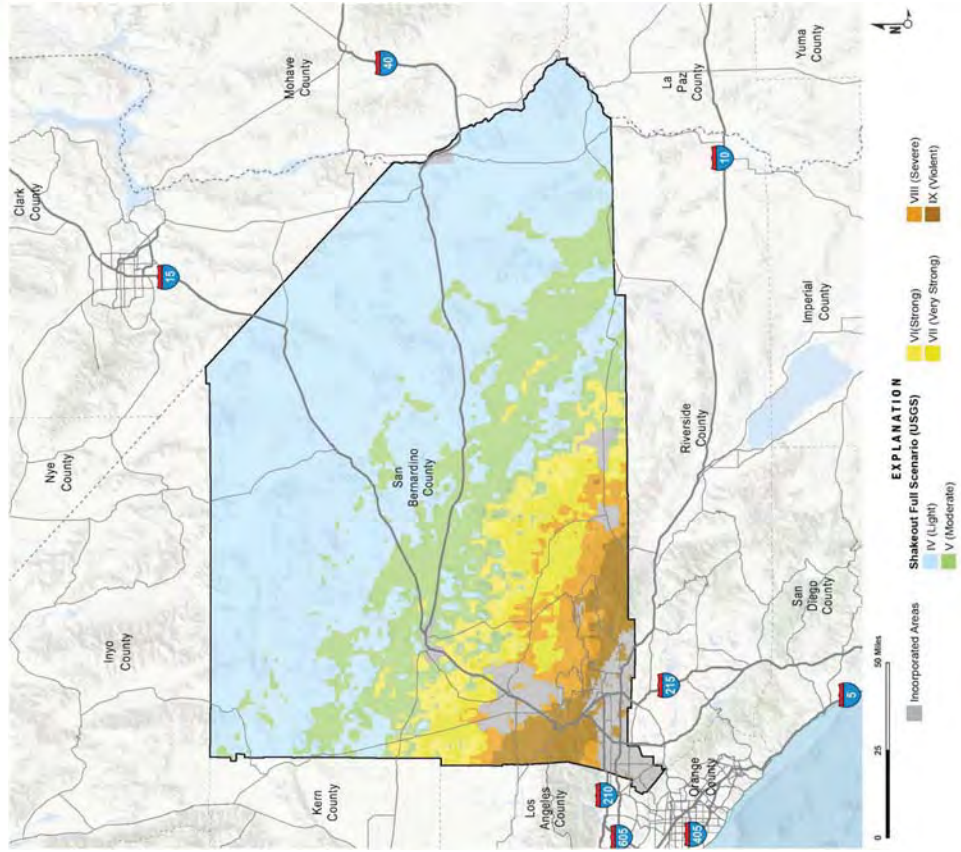 Clark
County
Nye
County
15
Mohave
County
40
Inyo
County
San
Bernardino
County
Kern
County
La
Paz
County
10
Yuma
County
Riverside
County
Imperial
County
Los
Angeles
County
210
605
405
Orange
County
215
San
Diego
County
5
N
0
25
50 Miles
EXPLANATION
Incorporated Areas
Shakeout Full Scenario (USGS)
IV (Light)
V (Moderate)
VI(Strong)
VII (Very Strong)
VIII (Severe)
IX (Violent)